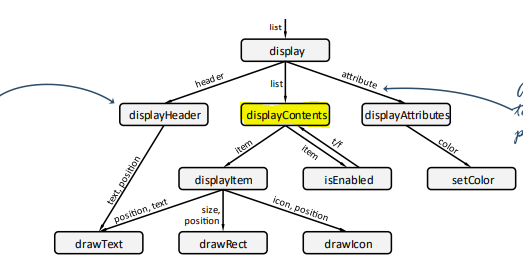 list
display
header
list
attribute
displayHeader
displayContents
displayAttributes
text, position
item
item
t/f
color
displayItem
isEnabled
setColor
position, text
size,
position
icon, position
drawText
drawRect
drawIcon